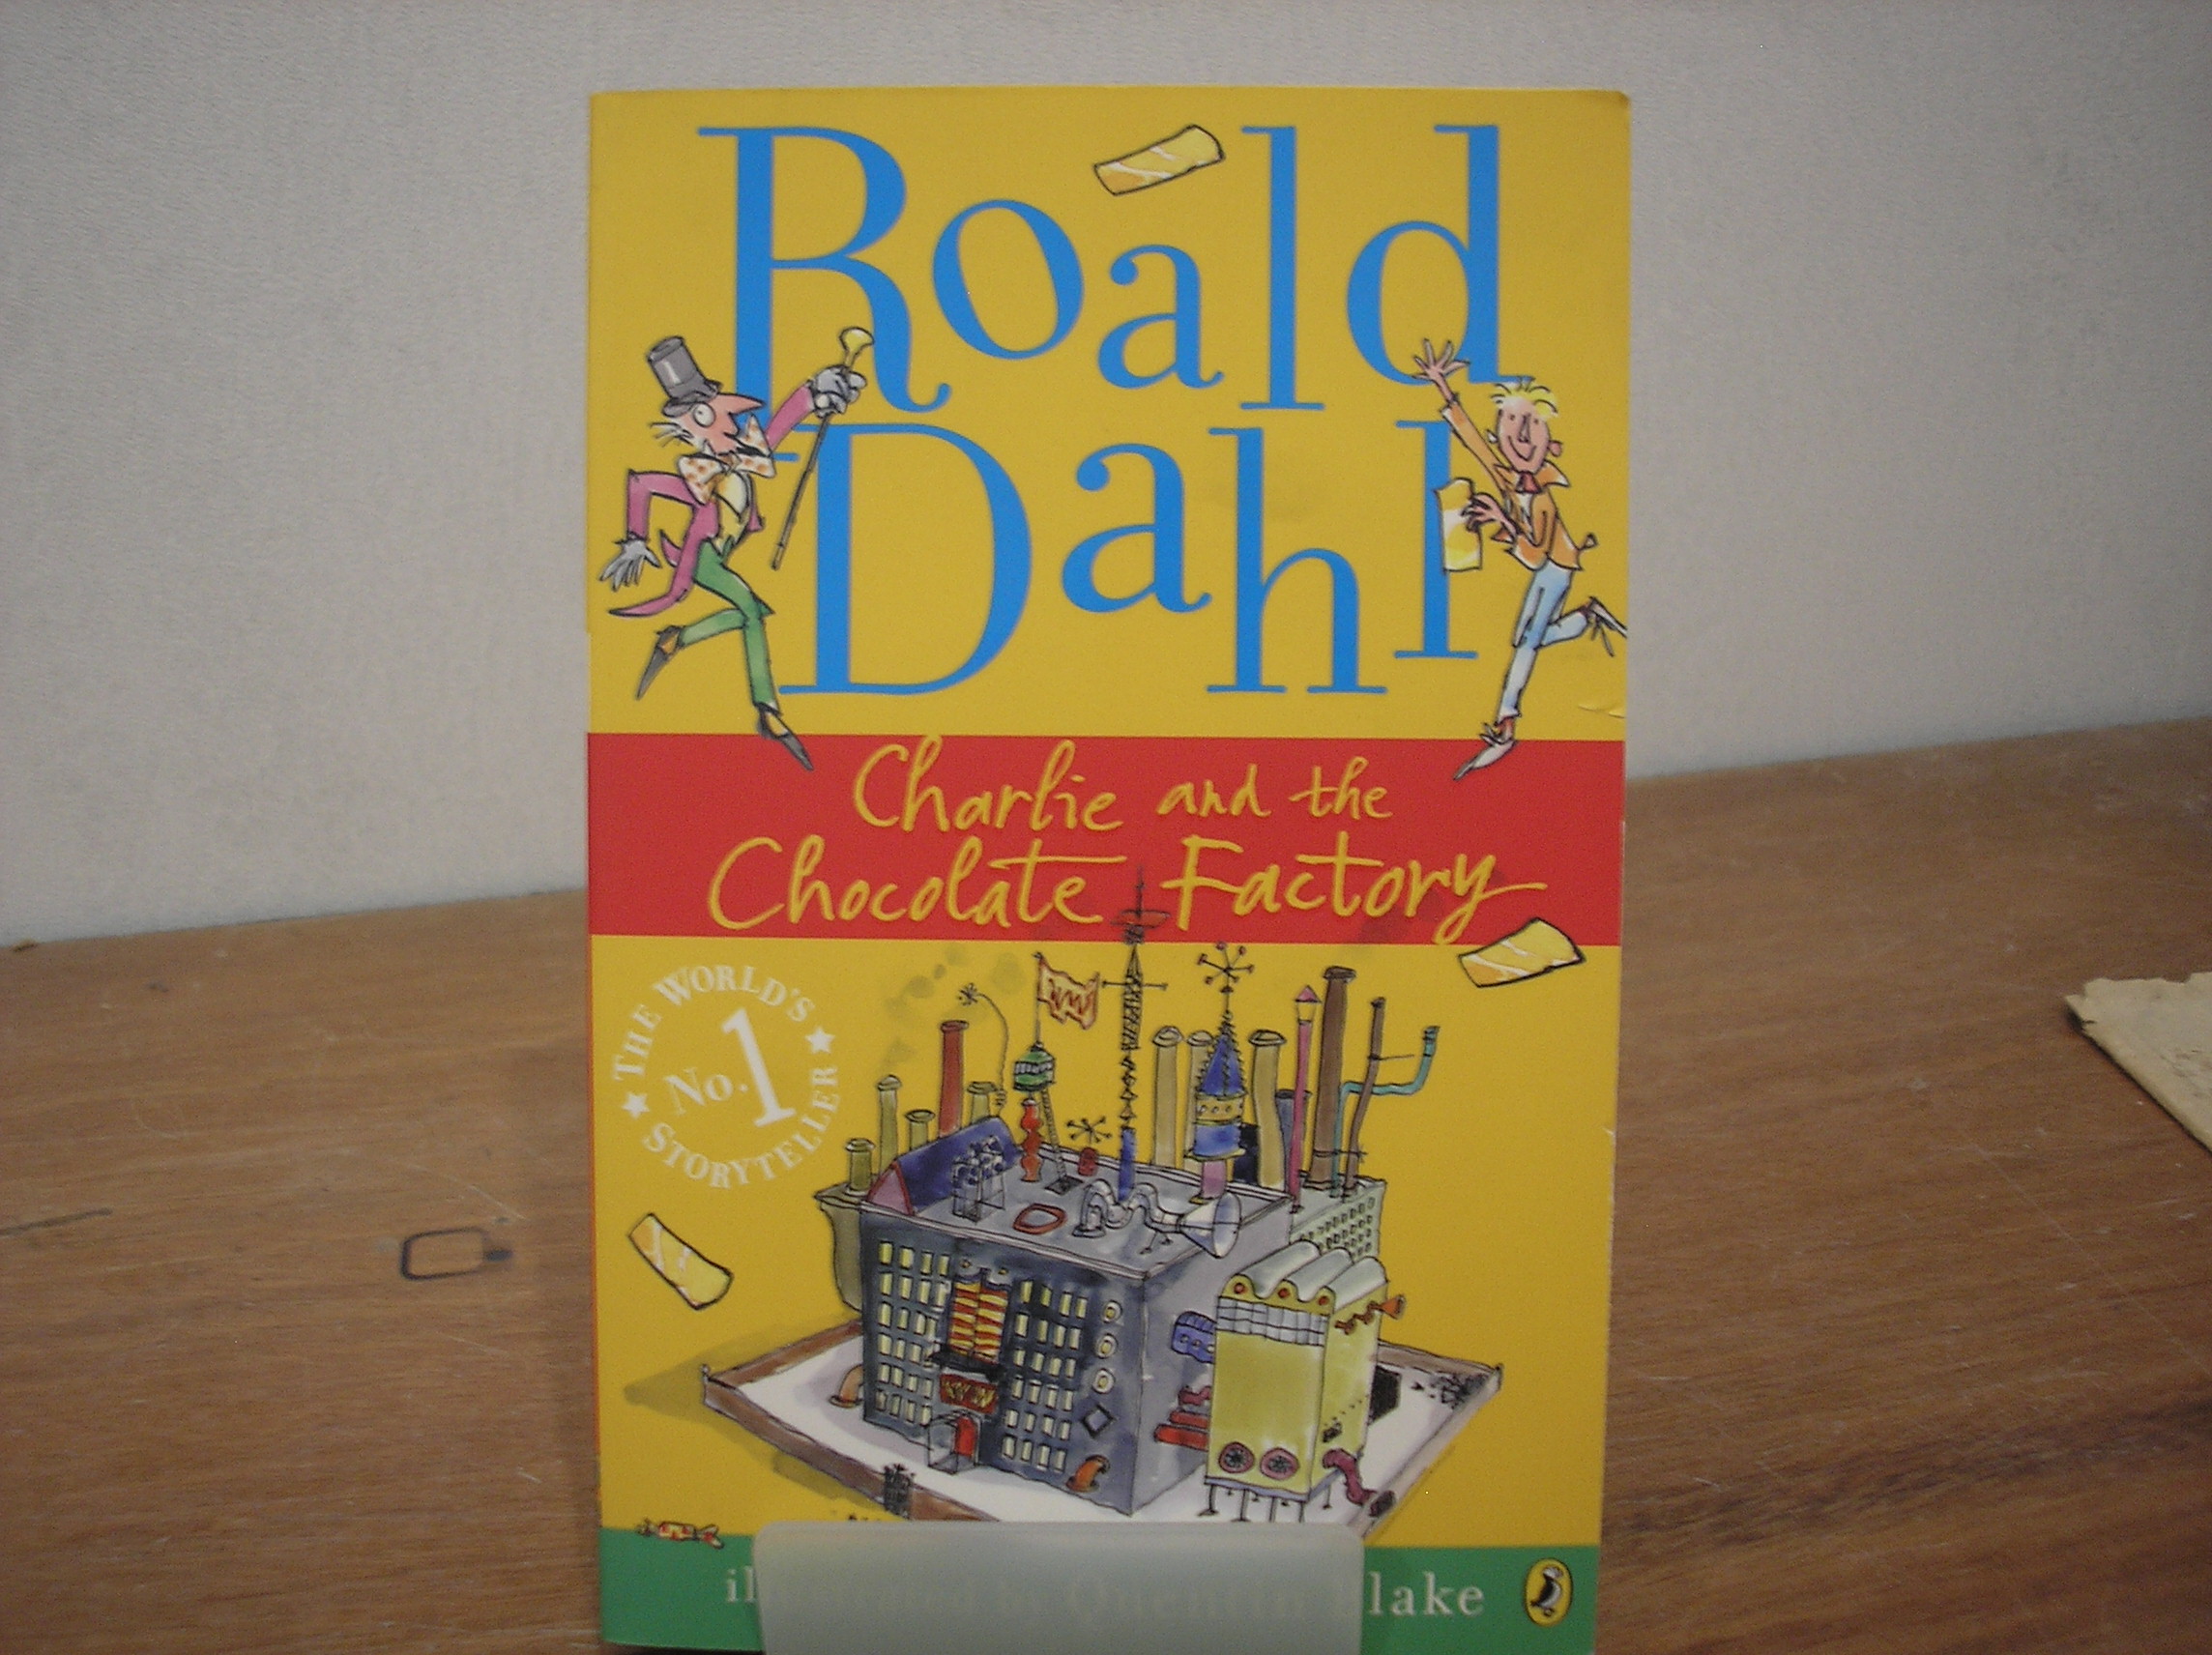 Roald
Dahl
Charlie and the
Chocolate Factory
THE WORLD'S
No.1
STORYTELLER
lake